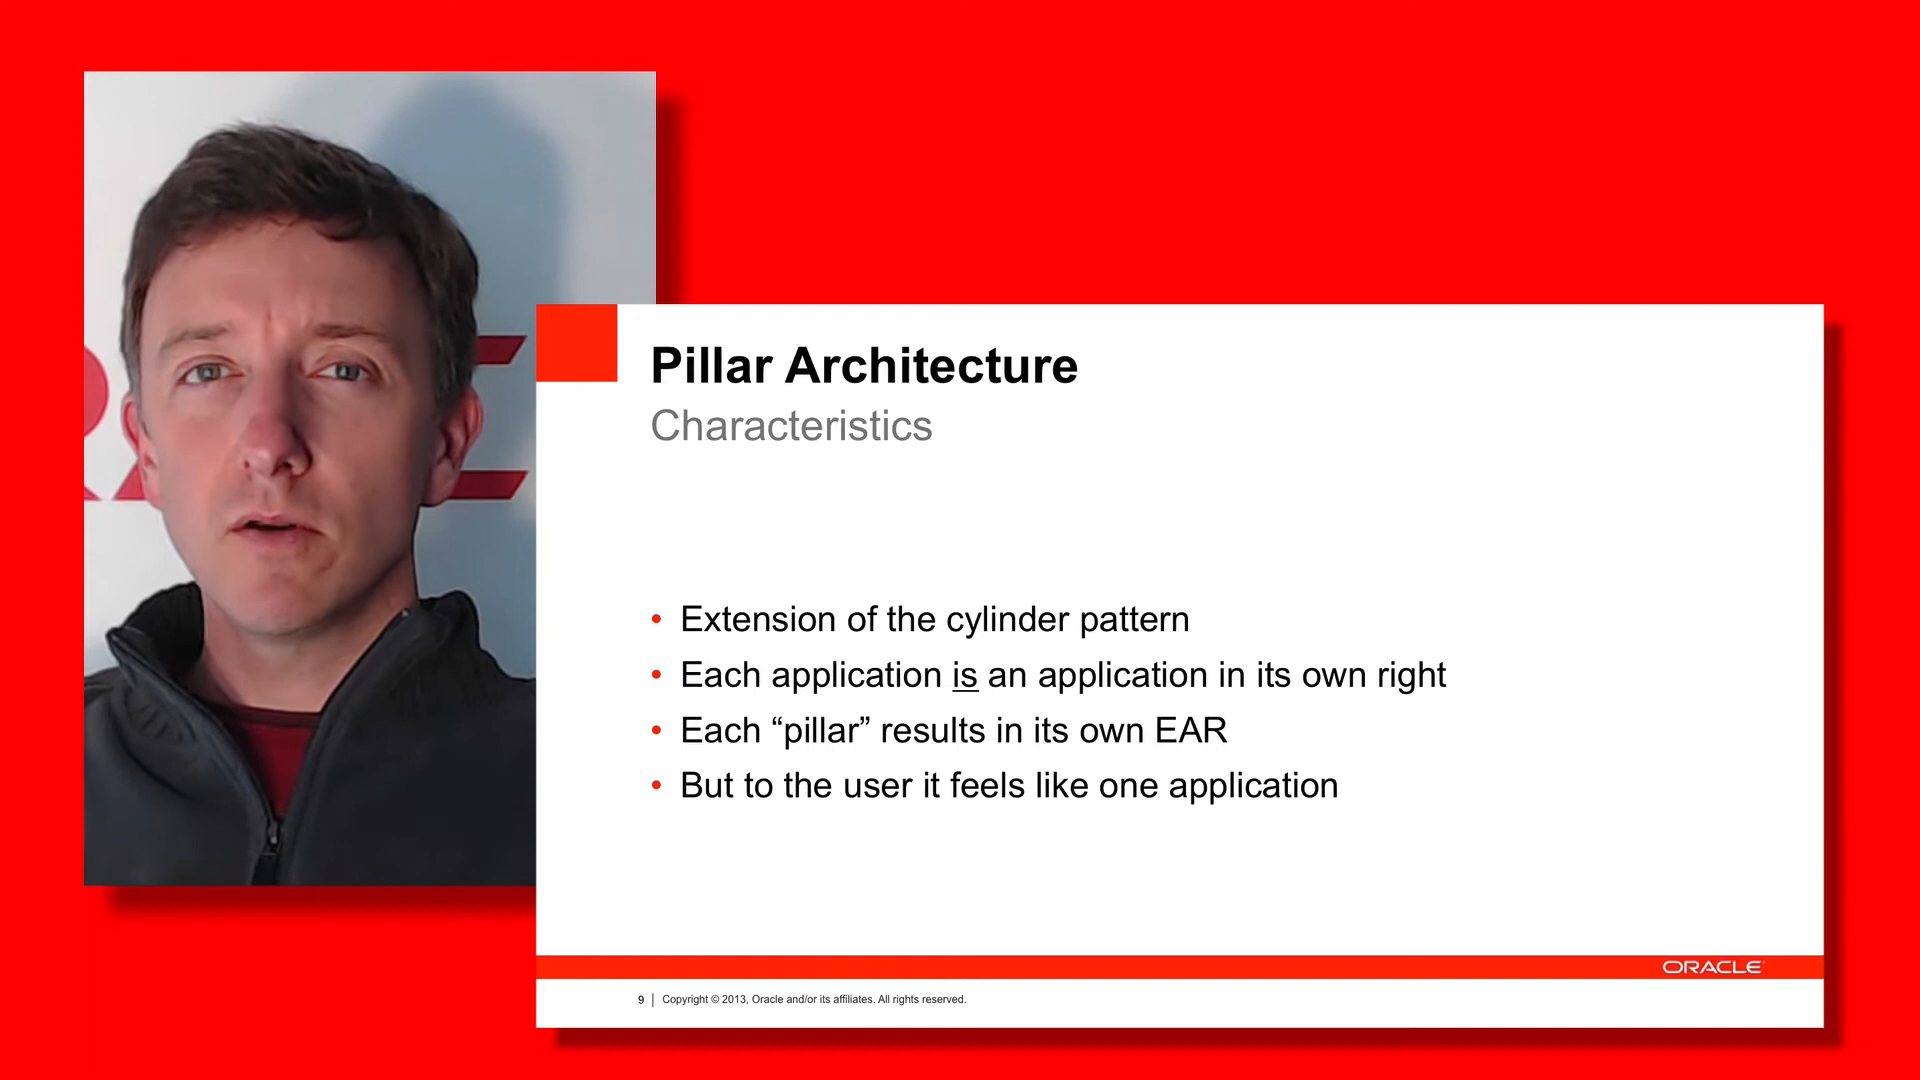 Pillar Architecture
Characteristics
• Extension of the cylinder pattern
• Each application is an application in its own right
• Each “pillar” results in its own EAR
• But to the user it feels like one application
ORACLE
9 | Copyright © 2013, Oracle and/or its affiliates. All rights reserved.